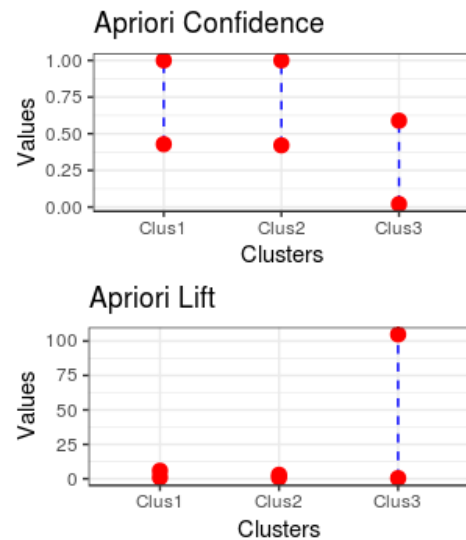 Apriori Confidence
1.00
0.75
0.50
0.25
0.00
Values
Clus1 Clus2 Clus3
Clusters
Apriori Lift
100
75
50
25
0
Values
Clus1 Clus2 Clus3
Clusters